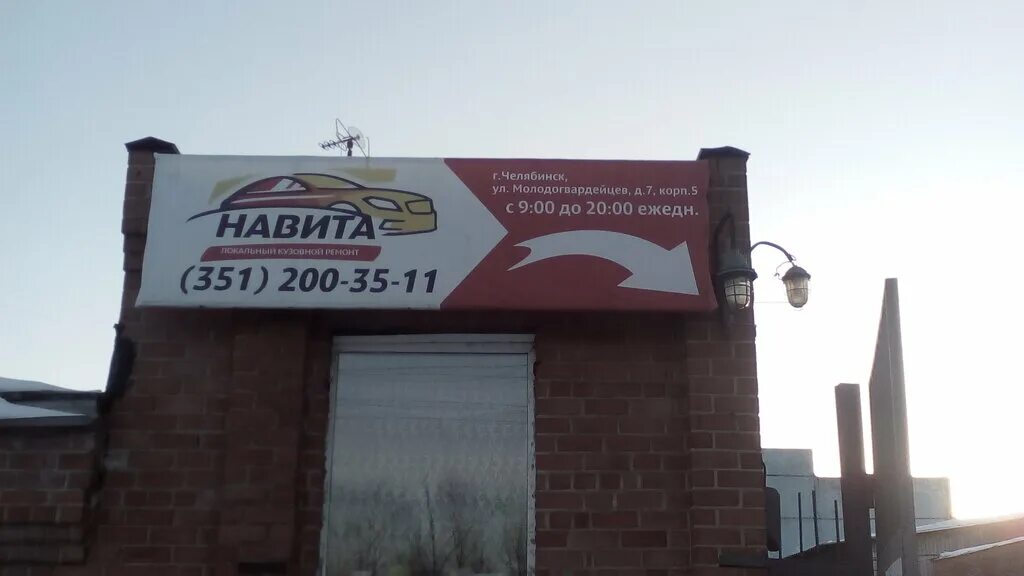 НАВИТА
ЛОКАЛЬНЫЙ КУЗОВНОЙ РЕМОНТ
(351) 200-35-11
г.Челябинск,
ул. Молодогвардейцев, д.7, корп.5
с 9:00 до 20:00 ежедн.